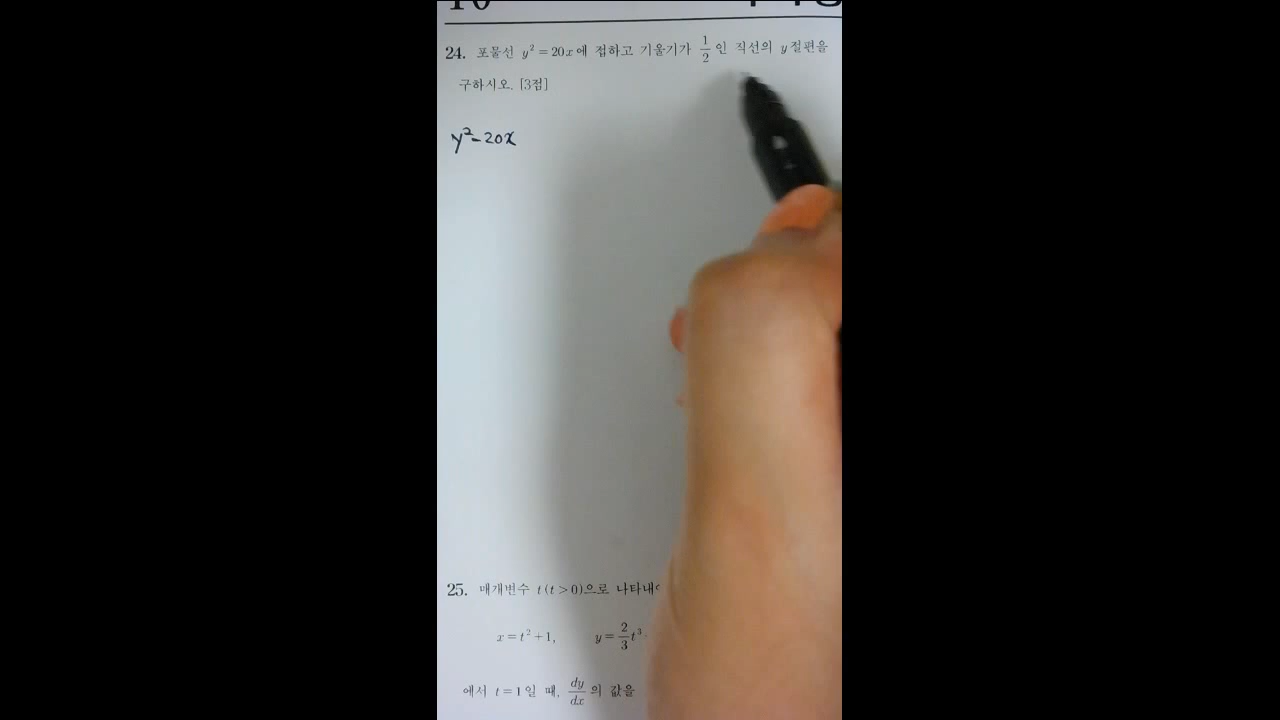 24. 포물선 y² = 20x에 접하고 기울기가 1/2인 직선의 y절편을
구하시오. [3점]
y²=20x
25. 매개변수 t(t>0)으로 나타내어
x=t²+1, y=2/3t³
에서 t=1일 때, dy/dx의 값을